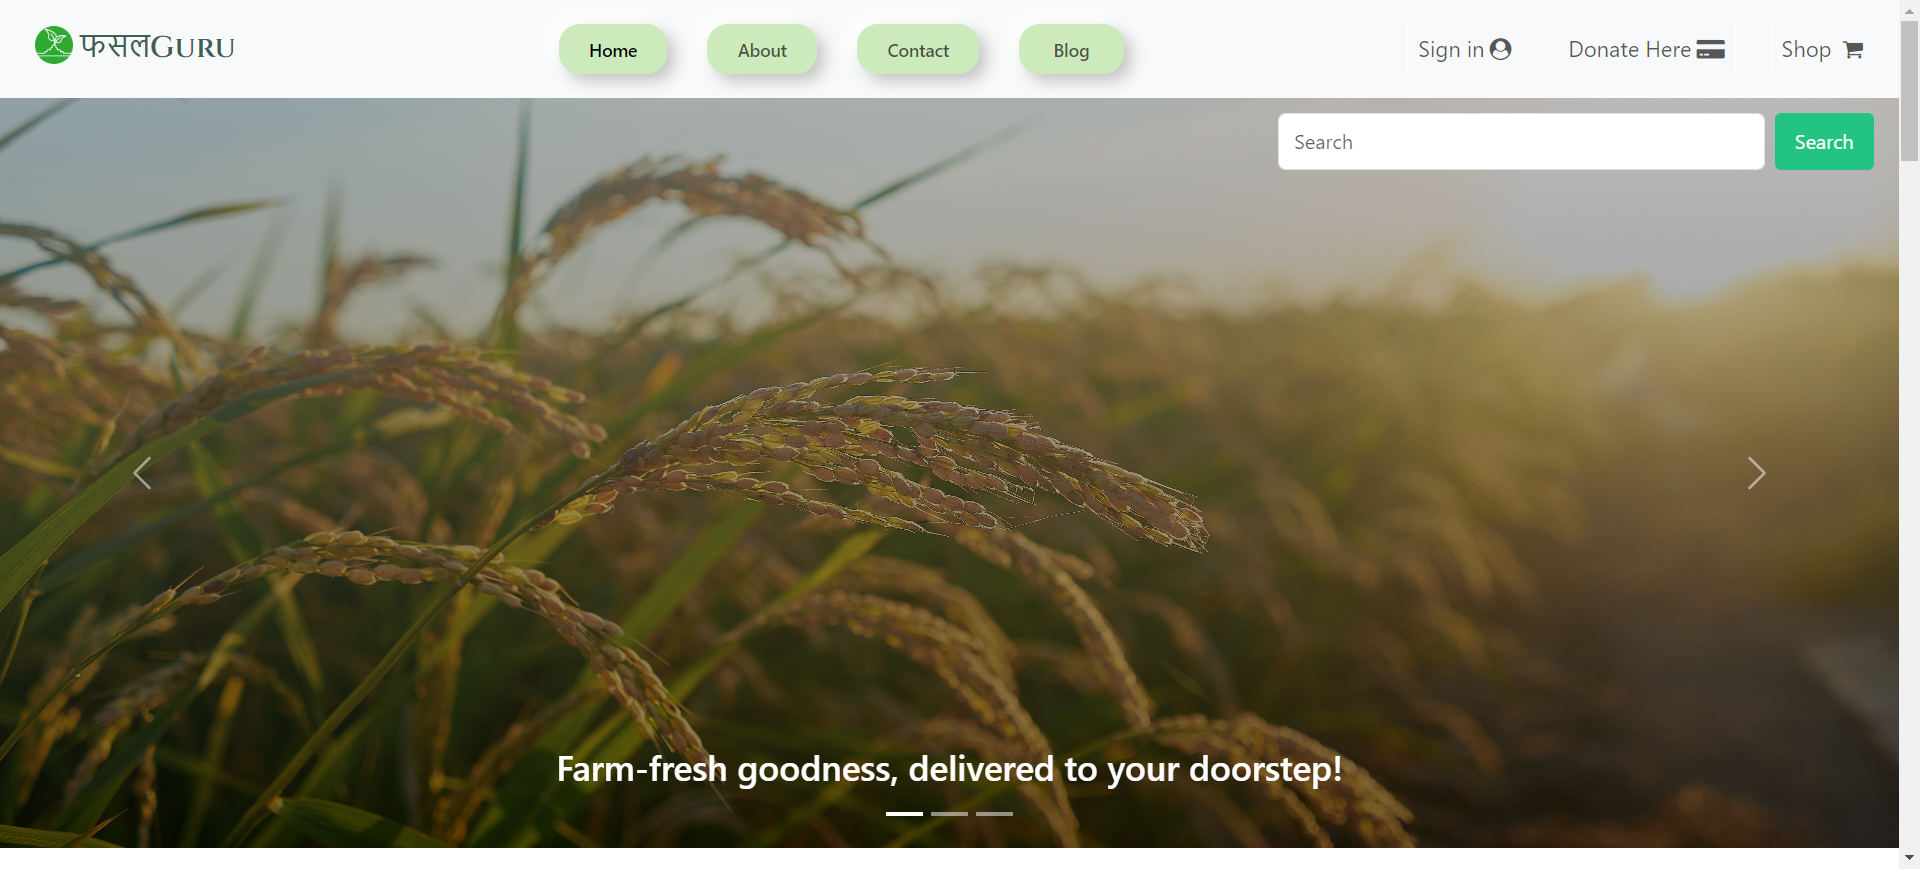 फसलGURU
Home
About
Contact
Blog
Sign in
Donate Here
Shop
Search
Search
Farm-fresh goodness, delivered to your doorstep!